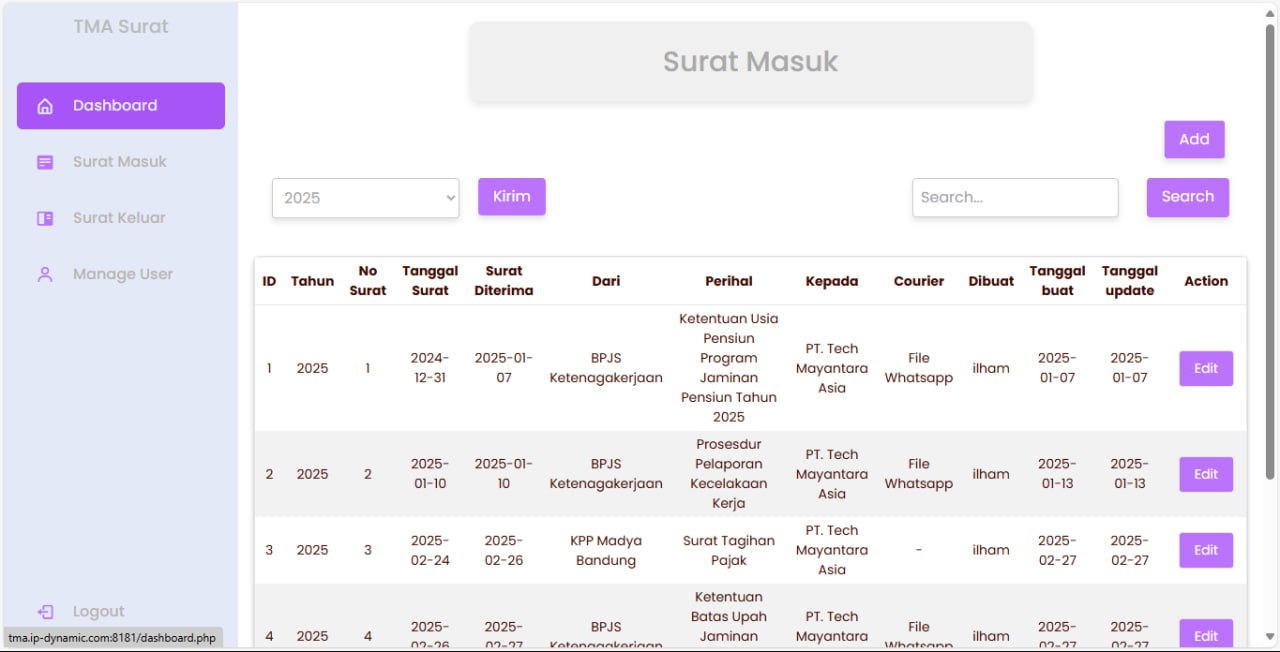 TMA Surat
Dashboard
Surat Masuk
Surat Keluar
Manage User
Logout
tma.ip-dynamic.com:8181/dashboard.php
Surat Masuk
Add
2025 Kirim Search... Search
ID Tahun No Surat Tanggal Surat Surat Diterima Dari Perihal Kepada Courier Dibuat Tanggal buat Tanggal update Action
1 2025 1 2024-12-31 2025-01-07 BPJS Ketenagakerjaan Ketentuan Usia Pensiun Program Jaminan Pensiun Tahun 2025 PT. Tech Mayantara Asia File Whatsapp ilham 2025-01-07 2025-01-07 Edit
2 2025 2 2025-01-10 2025-01-10 BPJS Ketenagakerjaan Prosesdur Pelaporan Kecelakaan Kerja PT. Tech Mayantara Asia File Whatsapp ilham 2025-01-13 2025-01-13 Edit
3 2025 3 2025-02-24 2025-02-26 KPP Madya Bandung Surat Tagihan Pajak PT. Tech Mayantara Asia - ilham 2025-02-27 2025-02-27 Edit
4 2025 4 2025-02-26 2025-02-27 BPJS Ketenagakerjaan Ketentuan Batas Upah Jaminan PT. Tech Mayantara File Whatsapp ilham 2025-02-27 2025-02-27 Edit